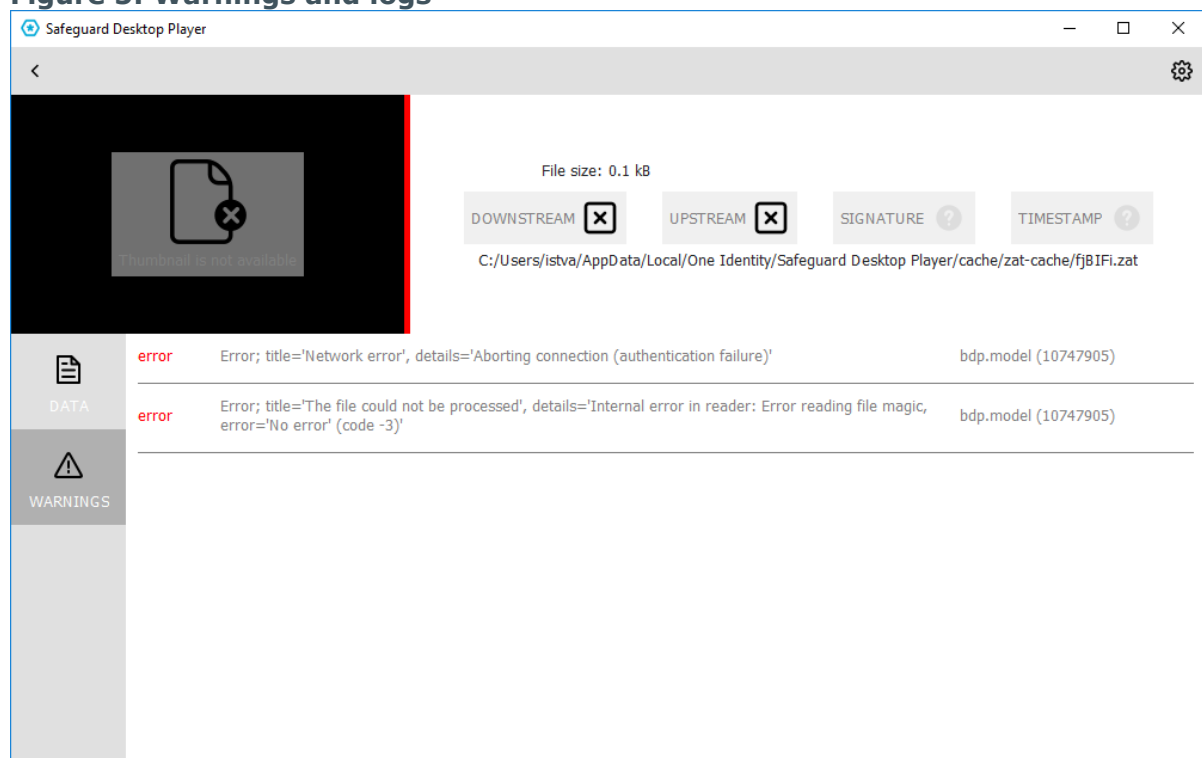 Figure 3: Warnings and logs
Safeguard Desktop Player
File size: 0.1 kB
DOWNSTREAM
UPSTREAM
SIGNATURE ?
TIMESTAMP ?
Thumbnail is not available
C:/Users/istva/AppData/Local/One Identity/Safeguard Desktop Player/cache/zat-cache/fjBIFi.zat
DATA
error Error; title='Network error', details='Aborting connection (authentication failure)' bdp.model (10747905)
error Error; title='The file could not be processed', details='Internal error in reader: Error reading file magic, bdp.model (10747905)
error='No error' (code -3)'
WARNINGS